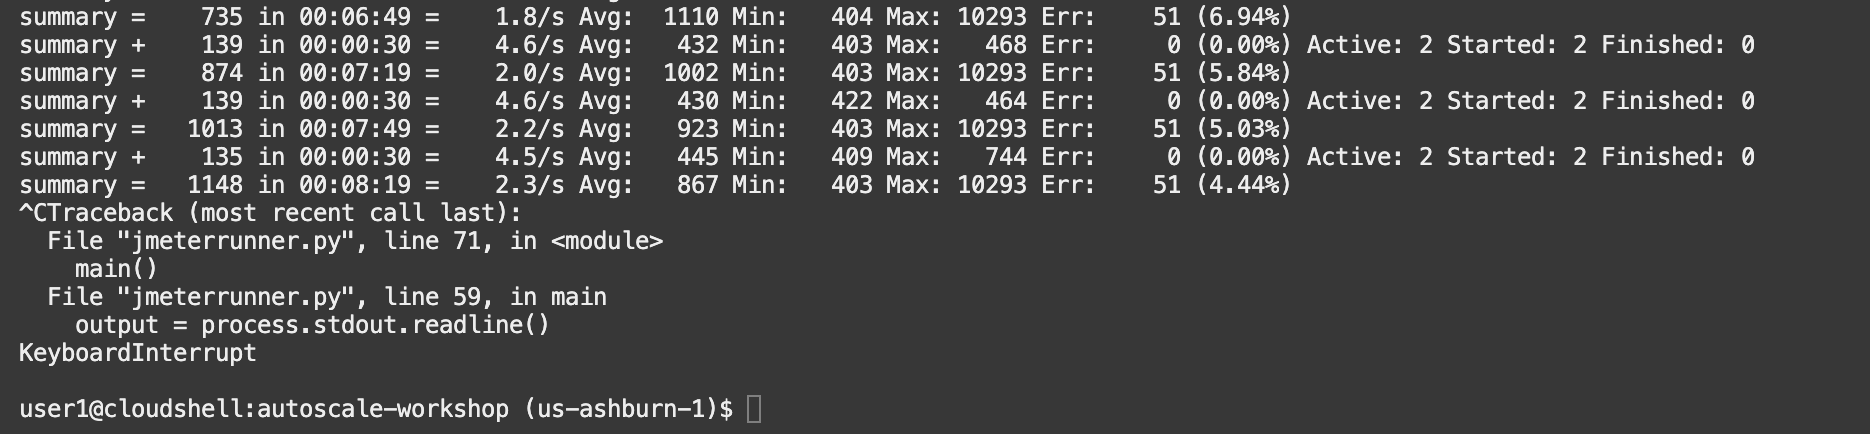 summary =    735 in 00:06:49 =    1.8/s Avg:  1110 Min:   404 Max: 10293 Err:    51 (6.94%)
summary +    139 in 00:00:30 =    4.6/s Avg:   432 Min:   403 Max:   468 Err:     0 (0.00%) Active: 2 Started: 2 Finished: 0
summary =    874 in 00:07:19 =    2.0/s Avg:  1002 Min:   403 Max: 10293 Err:    51 (5.84%)
summary +    139 in 00:00:30 =    4.6/s Avg:   430 Min:   422 Max:   464 Err:     0 (0.00%) Active: 2 Started: 2 Finished: 0
summary =   1013 in 00:07:49 =    2.2/s Avg:   923 Min:   403 Max: 10293 Err:    51 (5.03%)
summary +    135 in 00:00:30 =    4.5/s Avg:   445 Min:   409 Max:   744 Err:     0 (0.00%) Active: 2 Started: 2 Finished: 0
summary =   1148 in 00:08:19 =    2.3/s Avg:   867 Min:   403 Max: 10293 Err:    51 (4.44%)
^CTraceback (most recent call last):
  File "jmeterrunner.py", line 71, in <module>
    main()
  File "jmeterrunner.py", line 59, in main
    output = process.stdout.readline()
KeyboardInterrupt
user1@cloudshell:autoscale-workshop (us-ashburn-1)$